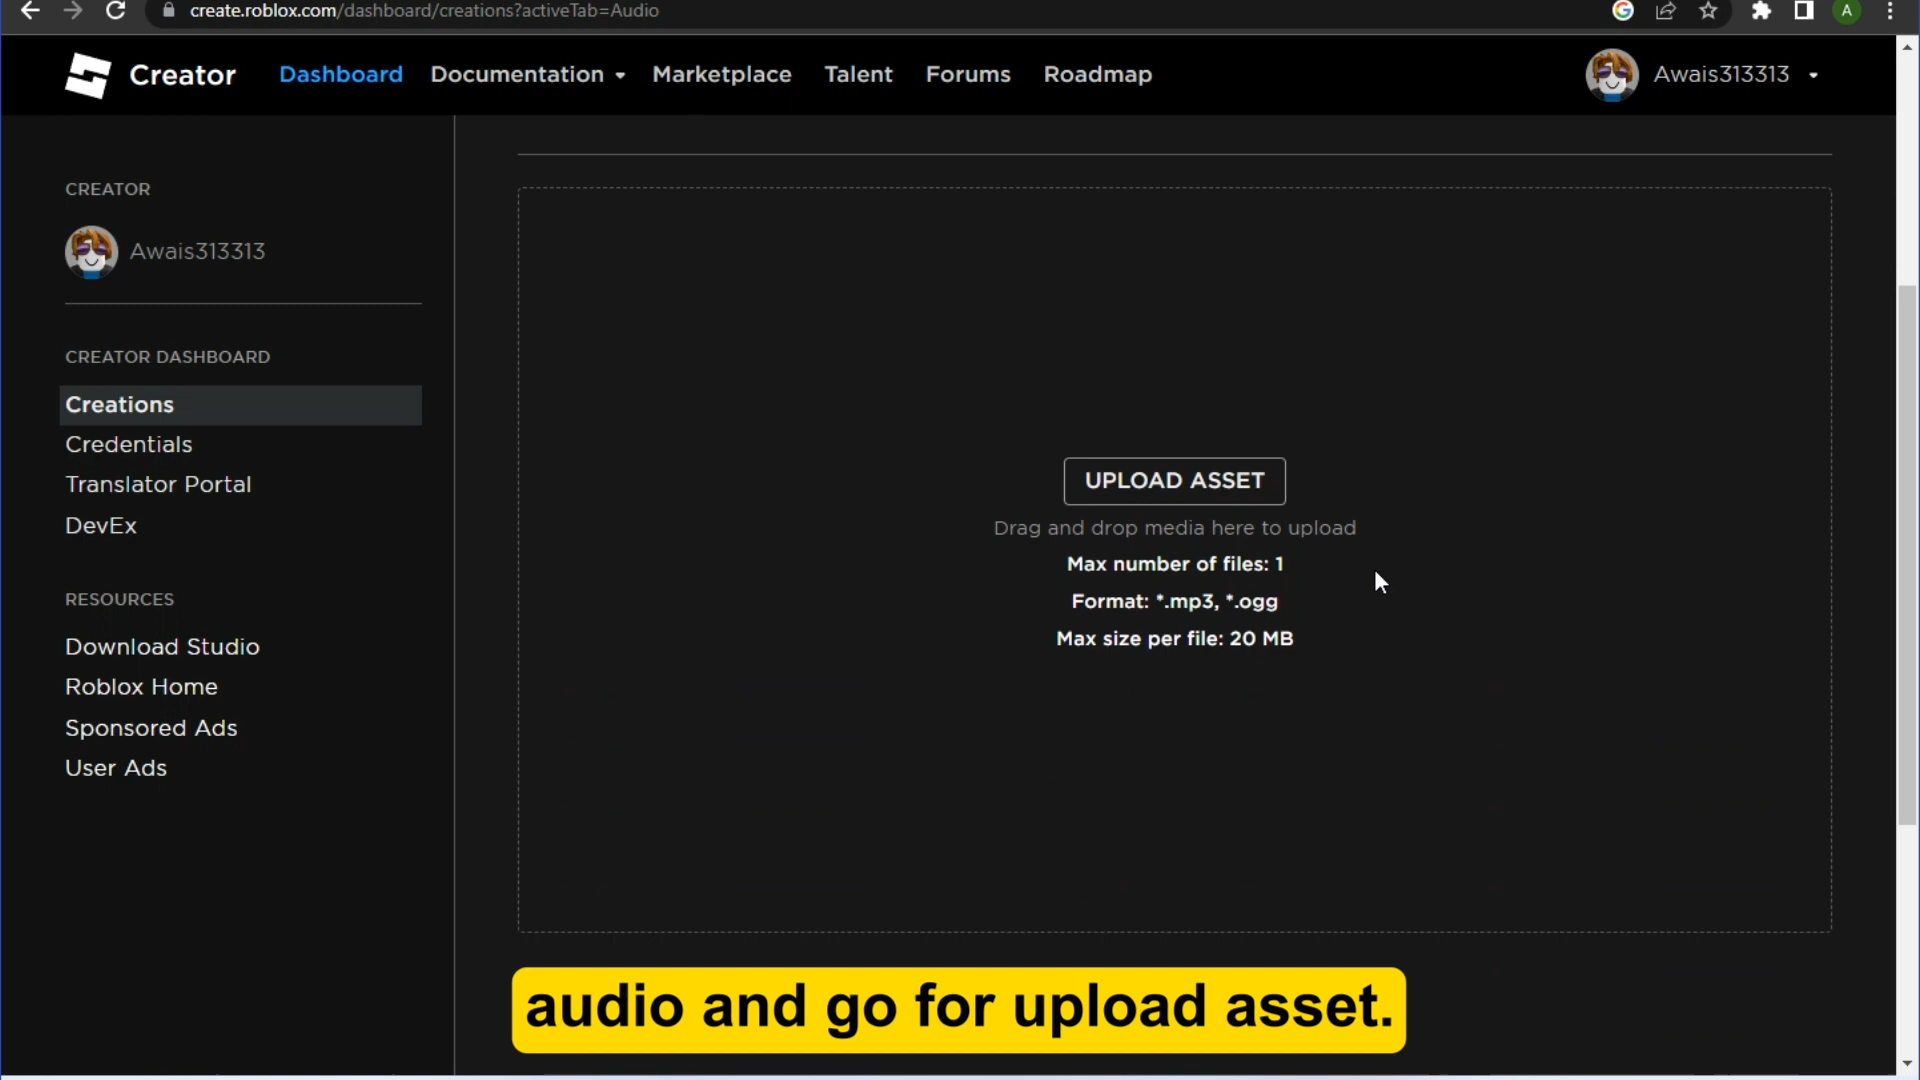 create.roblox.com/dashboard/creations?activeTab=Audio
A
Creator
Dashboard
Documentation
Marketplace
Talent
Forums
Roadmap
Awais313313
CREATOR
Awais313313
CREATOR DASHBOARD
Creations
Credentials
Translator Portal
DevEx
RESOURCES
Download Studio
Roblox Home
Sponsored Ads
User Ads
UPLOAD ASSET
Drag and drop media here to upload
Max number of files: 1
Format: *.mp3, *.ogg
Max size per file: 20 MB
audio and go for upload asset.